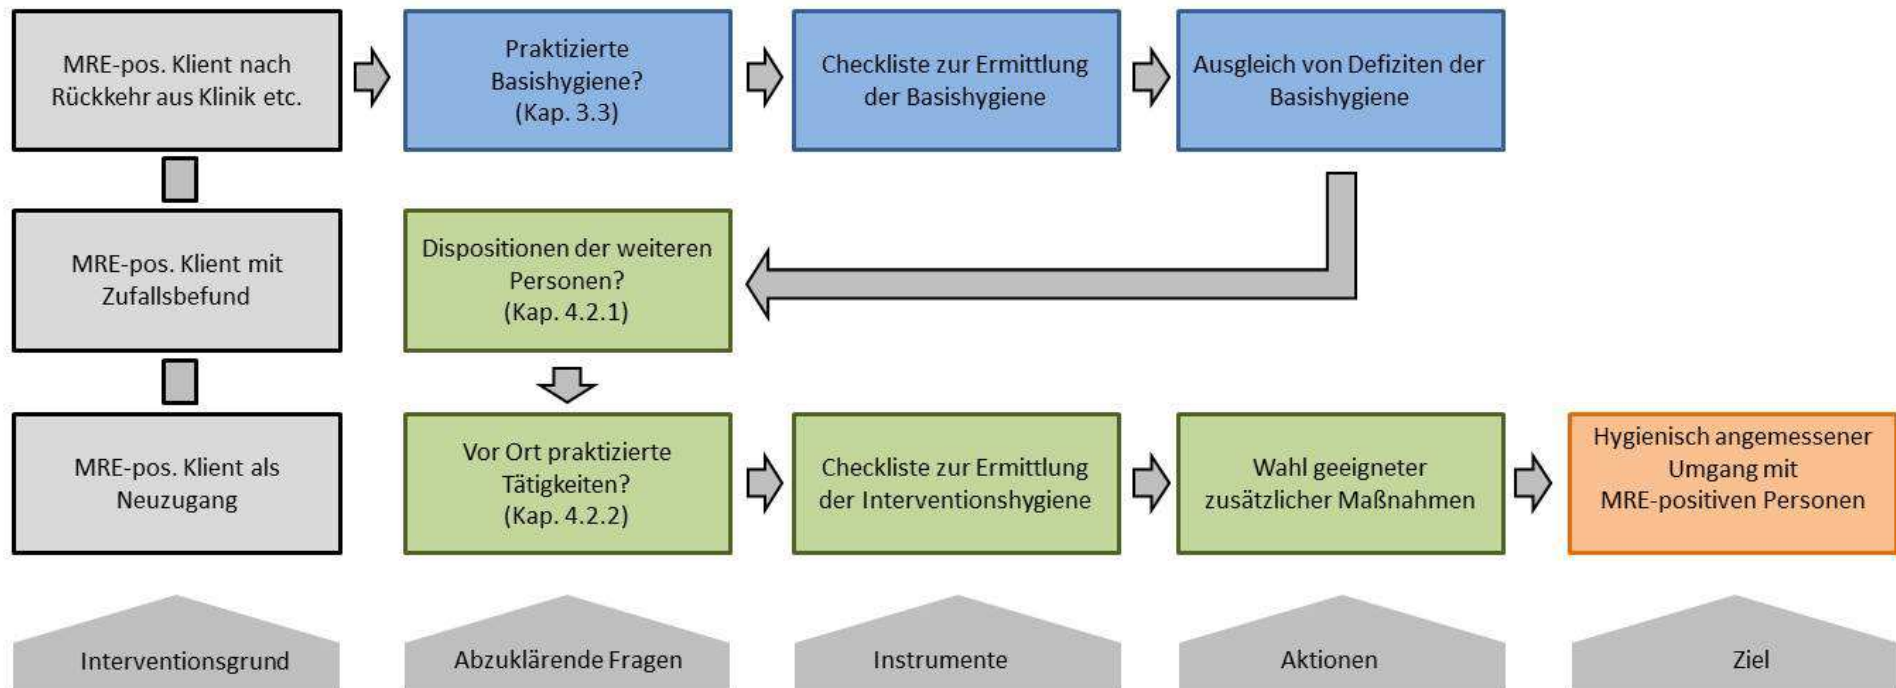 MRE-pos. Klient nach
Rückkehr aus Klinik etc.
Praktizierte
Basishygiene?
(Kap. 3.3)
Checkliste zur Ermittlung
der Basishygiene
Ausgleich von Defiziten der
Basishygiene
MRE-pos. Klient mit
Zufallsbefund
Dispositionen der weiteren
Personen?
(Kap. 4.2.1)
MRE-pos. Klient als
Neuzugang
Vor Ort praktizierte
Tätigkeiten?
(Kap. 4.2.2)
Checkliste zur Ermittlung
der Interventionshygiene
Wahl geeigneter
zusätzlicher Maßnahmen
Hygienisch angemessener
Umgang mit
MRE-positiven Personen
Interventionsgrund
Abzuklärende Fragen
Instrumente
Aktionen
Ziel